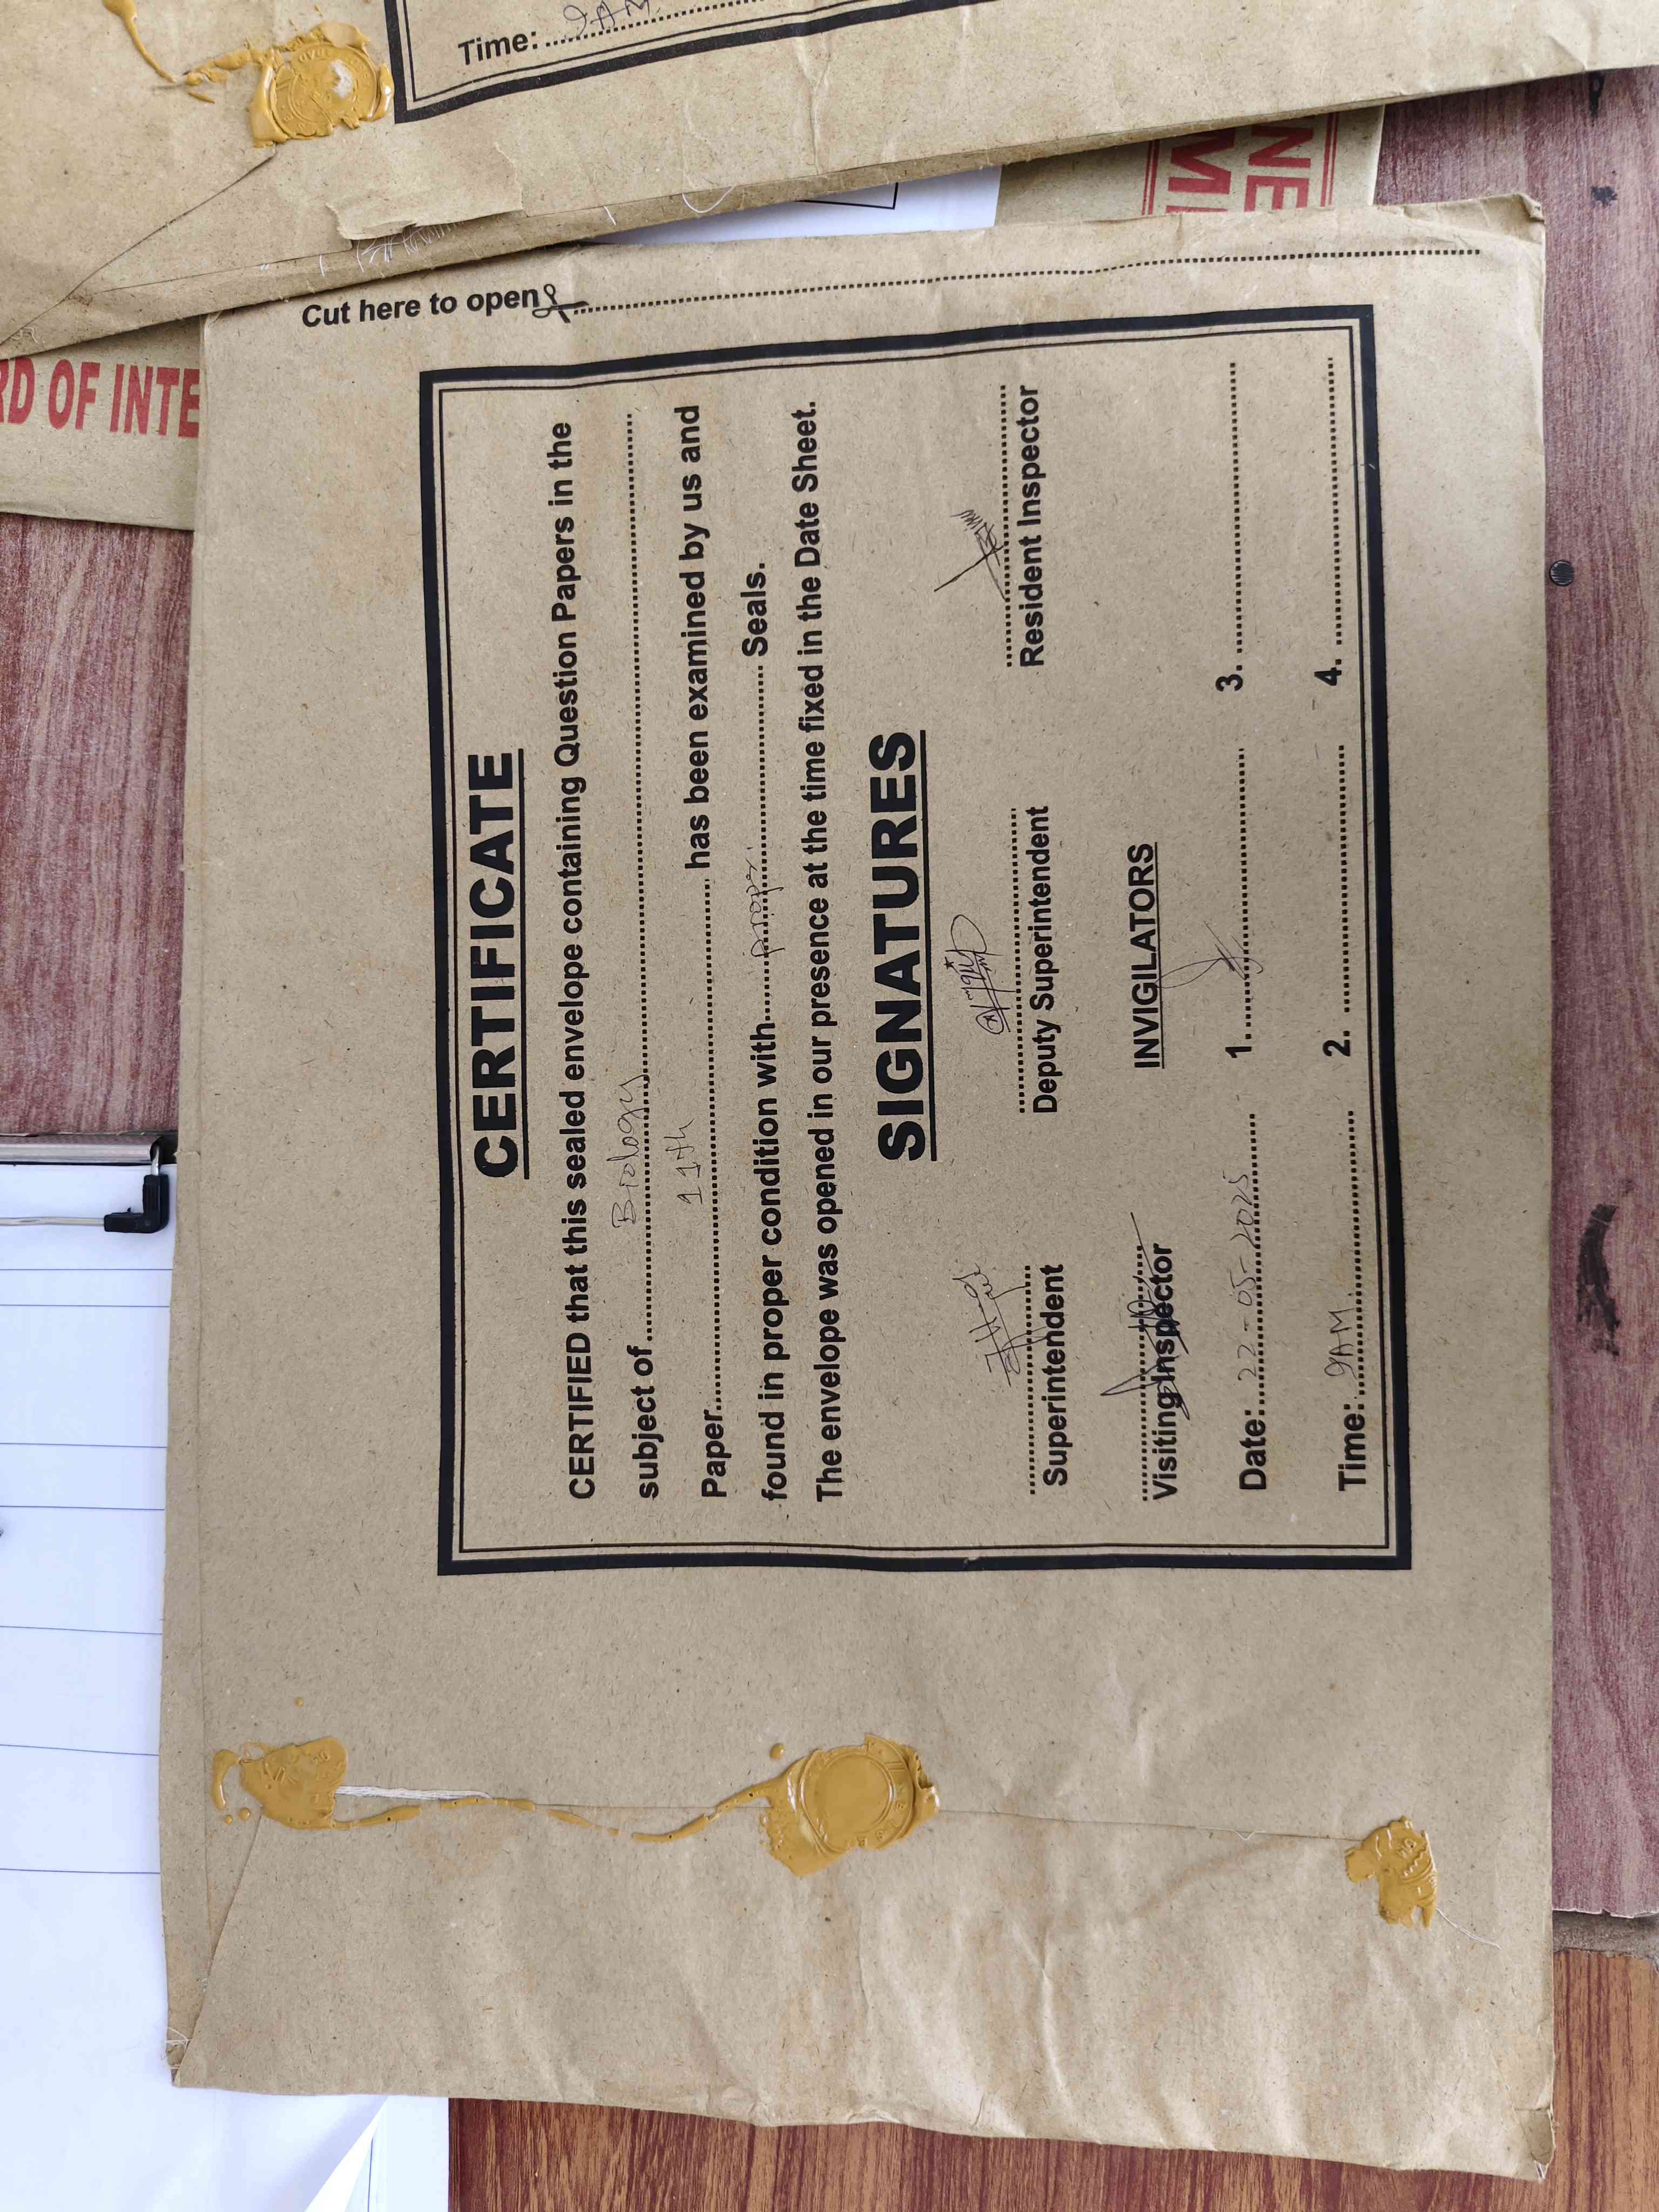 Time: 9AM
NE
MI
RD OF INTE
Cut here to open
CERTIFICATE
CERTIFIED that this sealed envelope containing Question Papers in the
subject of Biology
Paper 11th has been examined by us and
found in proper condition with proper Seals.
The envelope was opened in our presence at the time fixed in the Date Sheet.
SIGNATURES
Superintendent Deputy Superintendent Resident Inspector
Visiting Inspector INVIGILATORS
Date: 22-05-2025 1. 3.
Time: 9AM 2. 4.